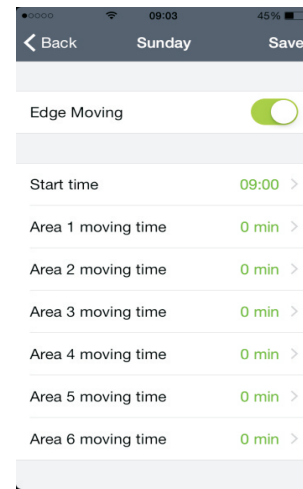 09:03 45%
Back Sunday Save
Edge Moving
Start time 09:00
Area 1 moving time 0 min
Area 2 moving time 0 min
Area 3 moving time 0 min
Area 4 moving time 0 min
Area 5 moving time 0 min
Area 6 moving time 0 min